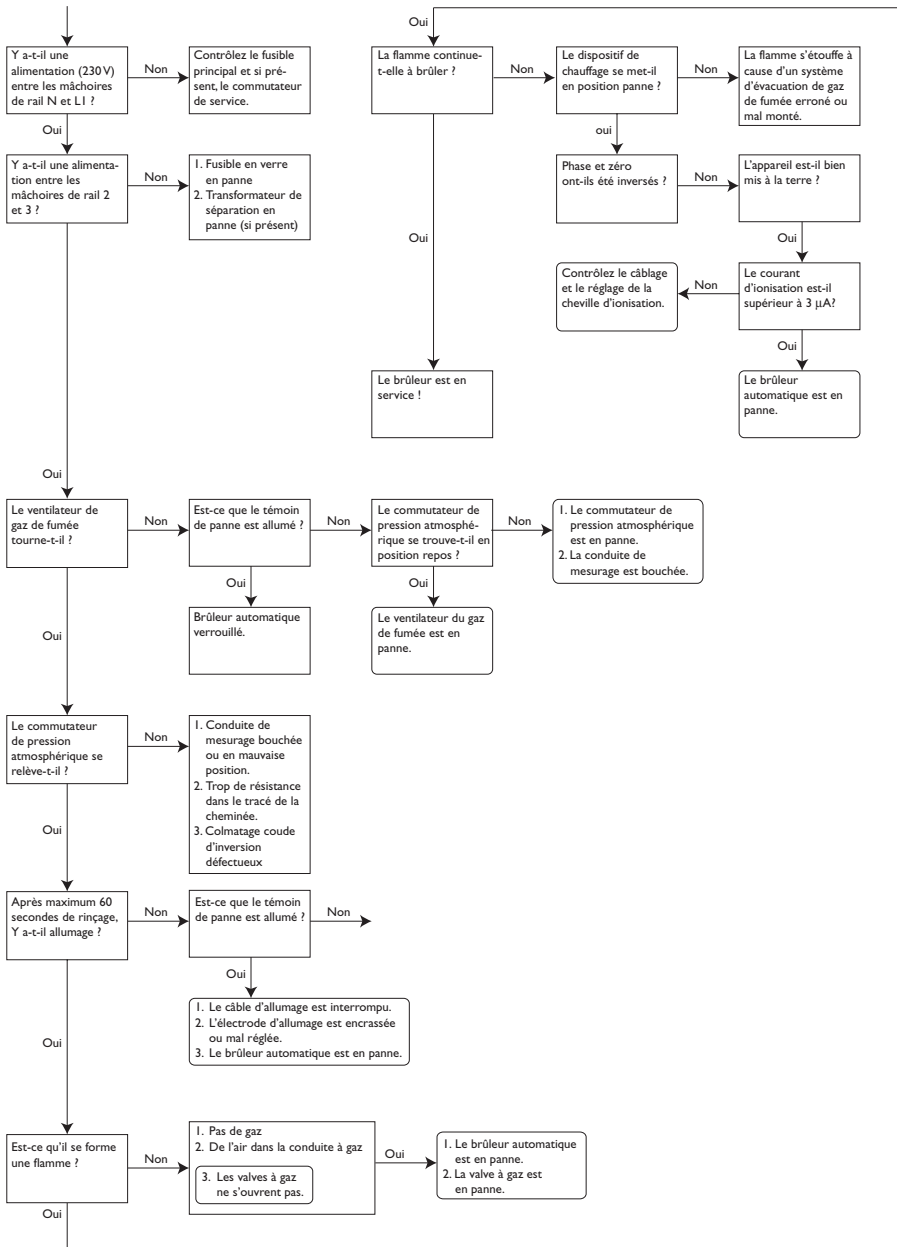 Y a-t-il une
alimentation (230 V)
entre les mâchoires
de rail N et L1 ?
Non
Contrôlez le fusible
principal et si pré-
sent, le commutateur
de service.
Oui
Y a-t-il une alimenta-
tion entre les
mâchoires de rail 2
et 3 ?
Non
1. Fusible en verre
en panne
2. Transformateur de
séparation en
panne (si présent)
Oui
Le ventilateur de
gaz de fumée
tourne-t-il ?
Non
Est-ce que le témoin
de panne est allumé ?
Non
Le commutateur de
pression atmosphé-
rique se trouve-t-il en
position repos ?
Non
1. Le commutateur de
pression atmosphérique
est en panne.
2. La conduite de
mesurage est bouchée.
Oui
Brûleur automatique
verrouillé.
Oui
Le ventilateur du gaz
de fumée est en
panne.
Oui
Le commutateur
de pression
atmosphérique se
relève-t-il ?
Non
1. Conduite de
mesurage bouchée
ou en mauvaise
position.
2. Trop de résistance
dans le tracé de la
cheminée.
3. Colmatage coude
d'inversion
défectueux
Oui
Après maximum 60
secondes de rinçage,
Y a-t-il allumage ?
Non
Est-ce que le témoin
de panne est allumé ?
Non
Oui
1. Le câble d'allumage est interrompu.
2. L'électrode d'allumage est encrassée
ou mal réglée.
3. Le brûleur automatique est en panne.
Oui
Est-ce qu'il se forme
une flamme ?
Non
1. Pas de gaz
2. De l'air dans la conduite à gaz
3. Les valves à gaz
ne s'ouvrent pas.
Oui
1. Le brûleur automatique
est en panne.
2. La valve à gaz est
en panne.
Oui
Oui
La flamme continue-
t-elle à brûler ?
Non
Le dispositif de
chauffage se met-il
en position panne ?
Non
La flamme s'étouffe à
cause d'un système
d'évacuation de gaz
de fumée erroné ou
mal monté.
oui
Phase et zéro
ont-ils été inversés ?
Non
L'appareil est-il bien
mis à la terre ?
Oui
Le courant
d'ionisation est-il
supérieur à 3 µA?
Non
Contrôlez le câblage
et le réglage de la
cheville d'ionisation.
Oui
Le brûleur
automatique est en
panne.
Oui
Le brûleur est en
service !